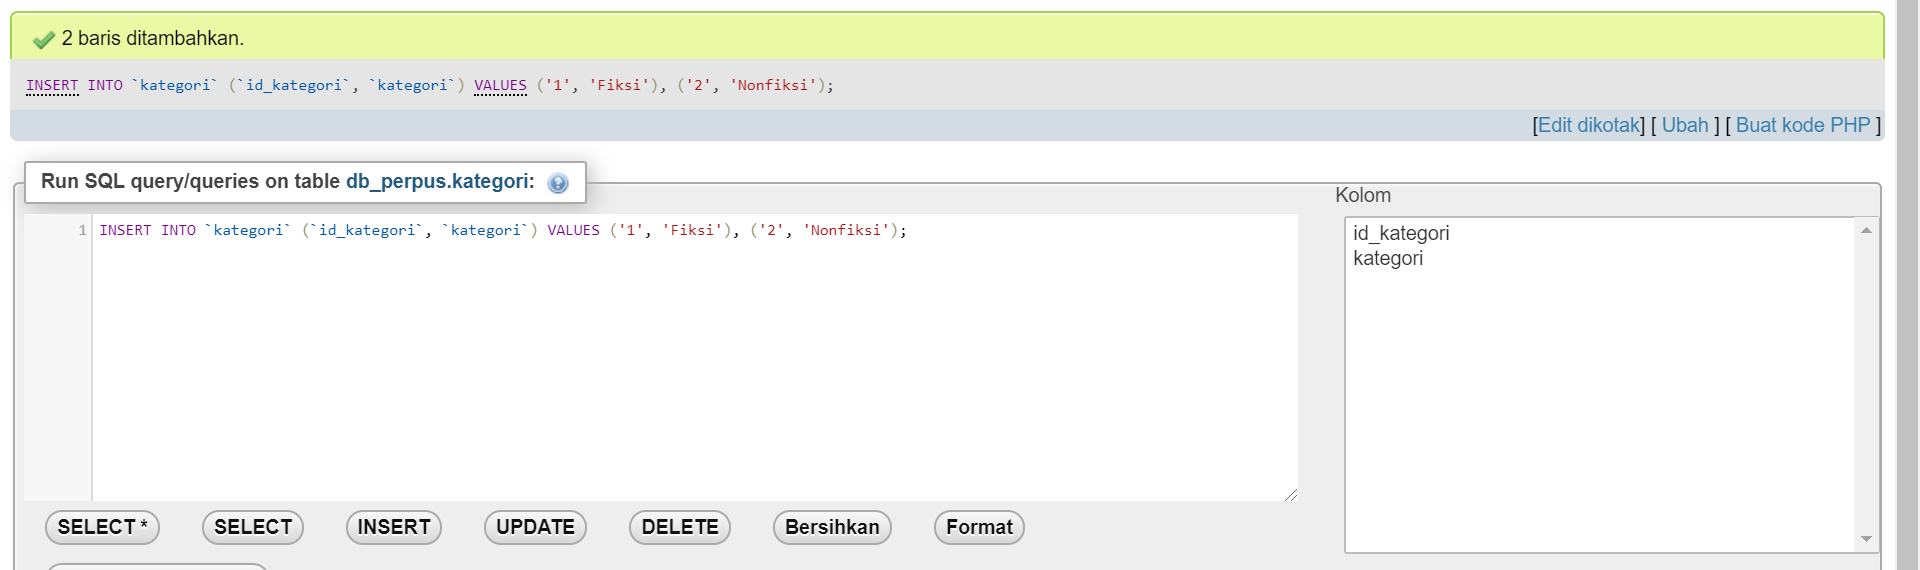 2 baris ditambahkan.
INSERT INTO `kategori` (`id_kategori`, `kategori`) VALUES ('1', 'Fiksi'), ('2', 'Nonfiksi');
[Edit dikotak] [ Ubah ] [ Buat kode PHP ]
Run SQL query/queries on table db_perpus.kategori:
1 INSERT INTO `kategori` (`id_kategori`, `kategori`) VALUES ('1', 'Fiksi'), ('2', 'Nonfiksi');
Kolom
id_kategori
kategori
SELECT * SELECT INSERT UPDATE DELETE Bersihkan Format